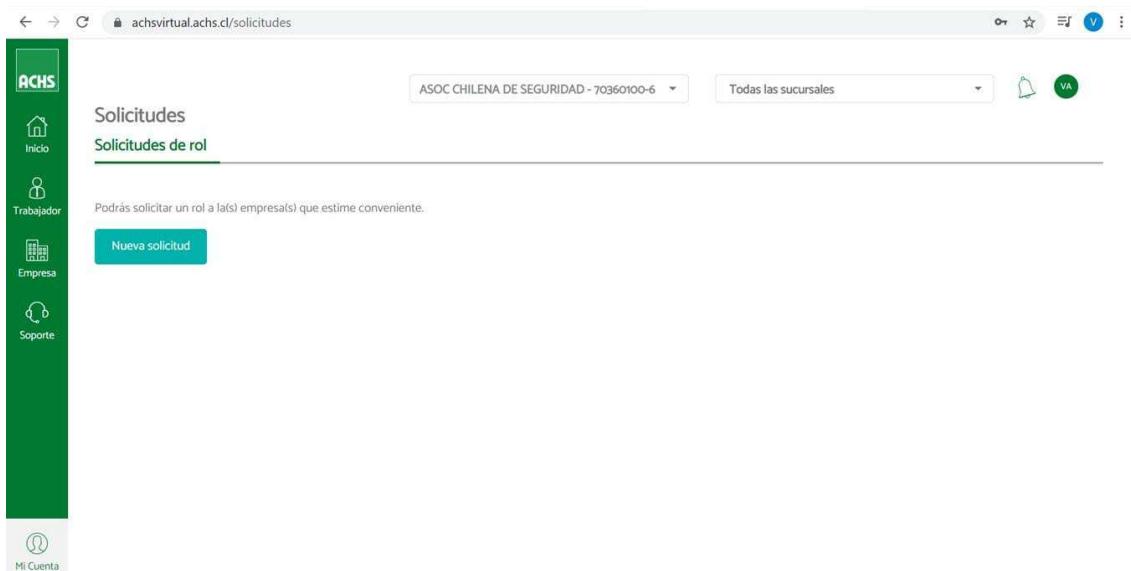 achsvirtual.achs.cl/solicitudes
V
ACHS
ASOC CHILENA DE SEGURIDAD - 70360100-6
Todas las sucursales
VA
Solicitudes
Inicio
Solicitudes de rol
Trabajador
Podrás solicitar un rol a la(s) empresa(s) que estime conveniente.
Nueva solicitud
Empresa
Soporte
Mi Cuenta